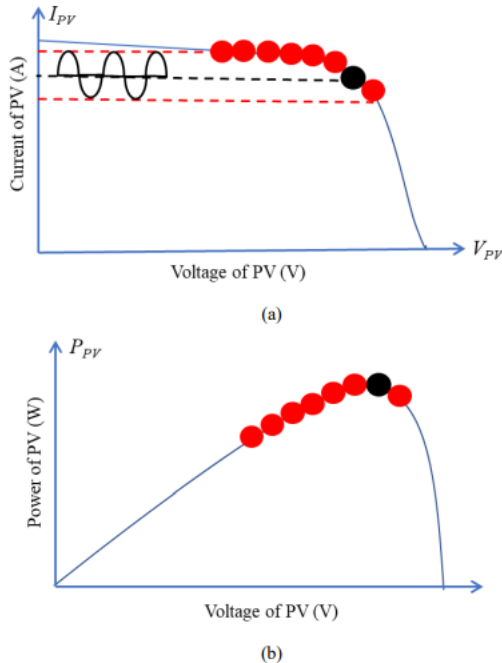 I_PV
Current of PV (A)
V_PV
Voltage of PV (V)
(a)
P_PV
Power of PV (W)
Voltage of PV (V)
(b)